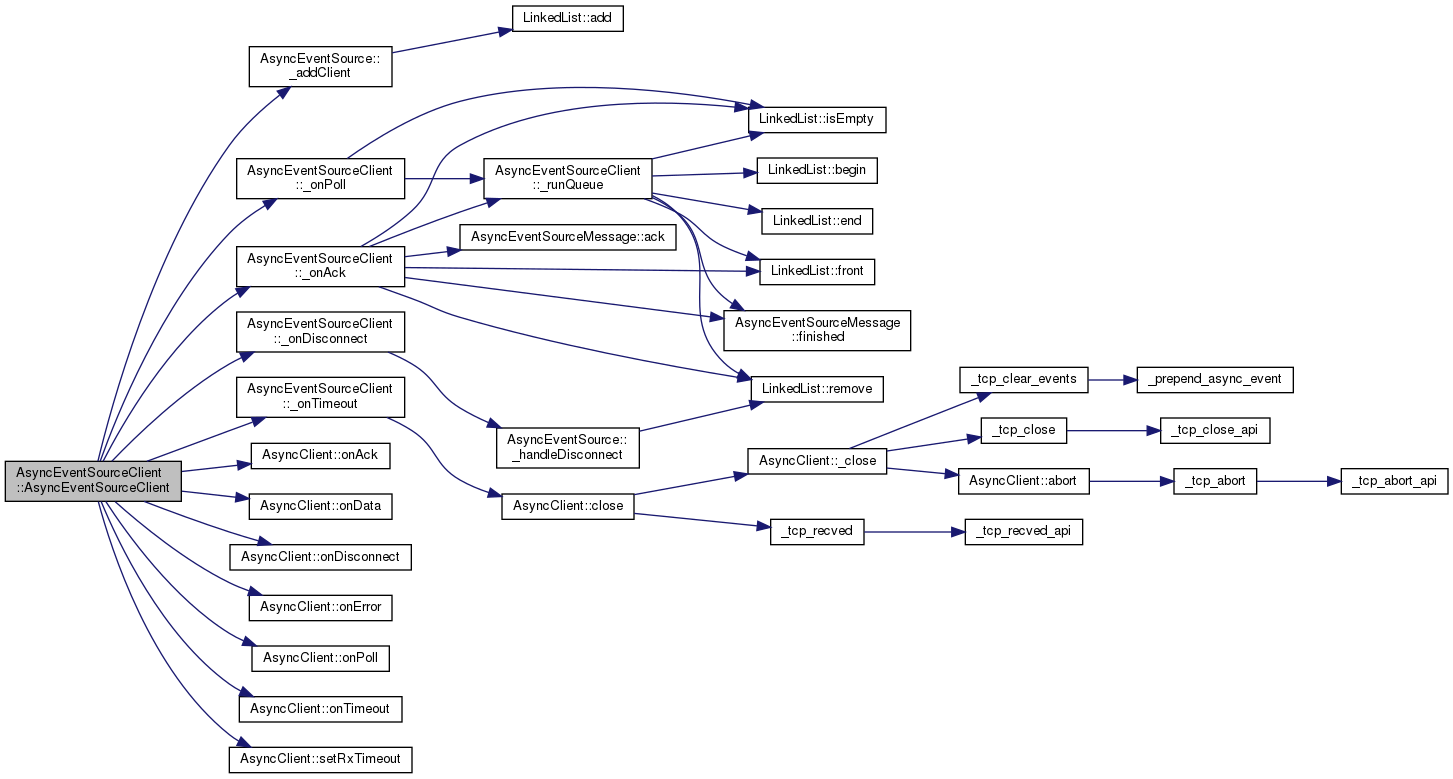 LinkedList::add
AsyncEventSource::
_addClient
LinkedList::isEmpty
AsyncEventSourceClient
::_onPoll
AsyncEventSourceClient
::_runQueue
LinkedList::begin
LinkedList::end
AsyncEventSourceMessage::ack
AsyncEventSourceClient
::_onAck
LinkedList::front
AsyncEventSourceClient
::_onDisconnect
AsyncEventSourceMessage
::finished
AsyncEventSourceClient
::_onTimeout
LinkedList::remove
_tcp_clear_events
_prepend_async_event
AsyncEventSource::
_handleDisconnect
_tcp_close
_tcp_close_api
AsyncClient::onAck
AsyncClient::_close
AsyncEventSourceClient
::AsyncEventSourceClient
AsyncClient::abort
_tcp_abort
_tcp_abort_api
AsyncClient::onData
AsyncClient::close
_tcp_recved
_tcp_recved_api
AsyncClient::onDisconnect
AsyncClient::onError
AsyncClient::onPoll
AsyncClient::onTimeout
AsyncClient::setRxTimeout